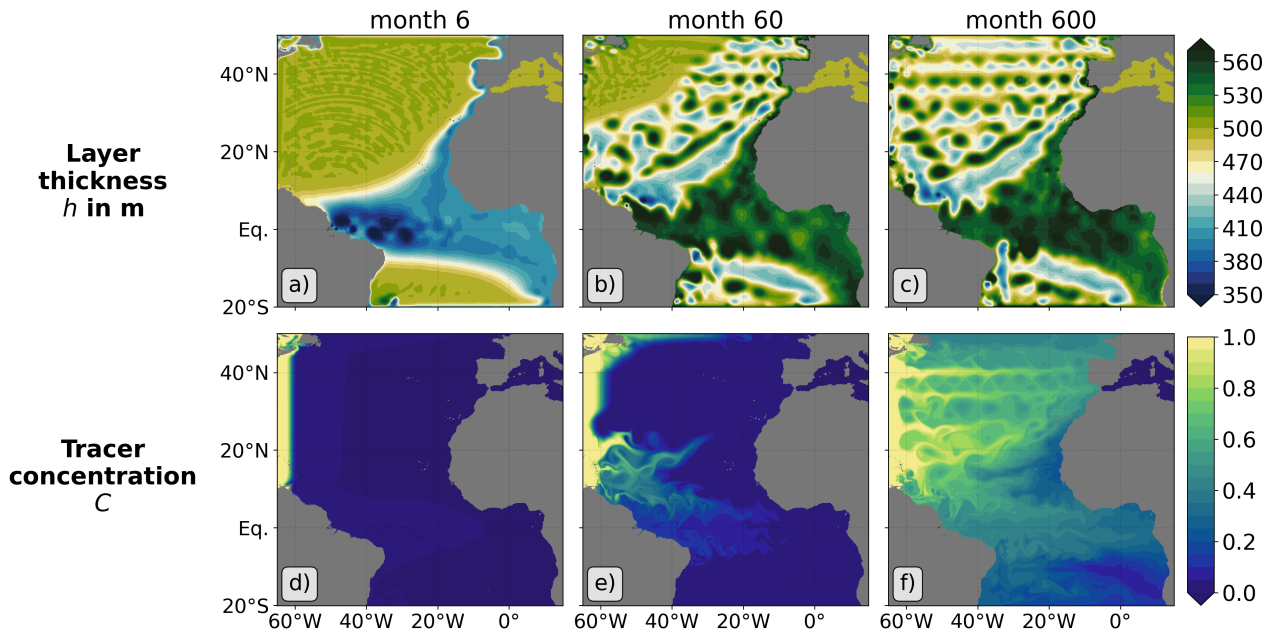 month 6
month 60
month 600
40°N
20°N
Eq.
20°S
Layer
thickness
h in m
a)
b)
c)
560
530
500
470
440
410
380
350
40°N
20°N
Eq.
20°S
Tracer
concentration
C
d)
e)
f)
1.0
0.8
0.6
0.4
0.2
0.0
60°W 40°W 20°W 0°
60°W 40°W 20°W 0°
60°W 40°W 20°W 0°